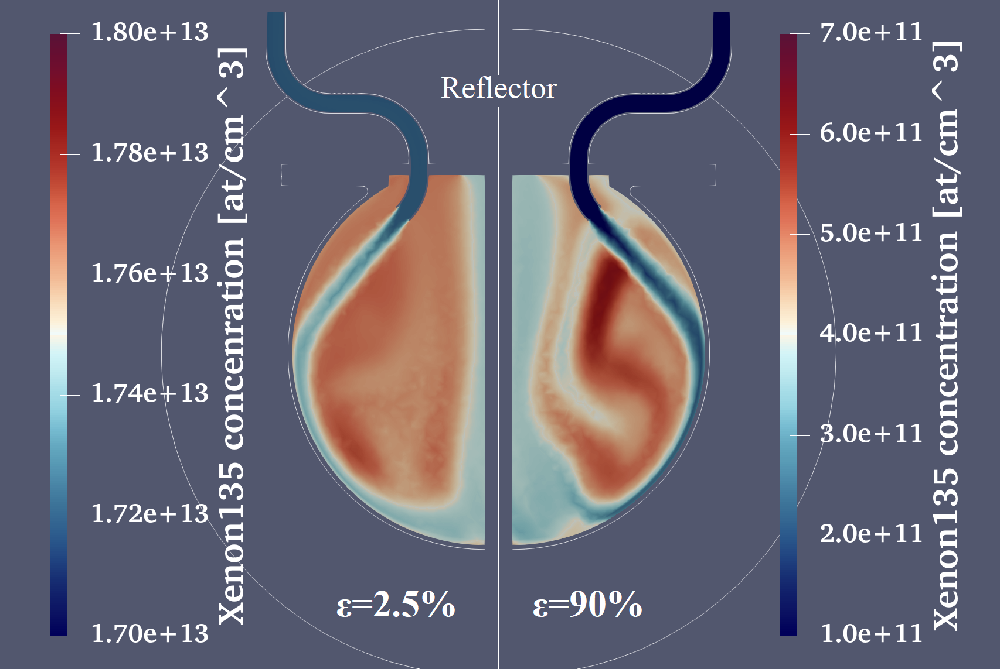 1.80e+13
1.78e+13
1.76e+13
1.74e+13
1.72e+13
1.70e+13
Xenon135 concenration [at/cm^3]
Reflector
ε=2.5%
ε=90%
7.0e+11
6.0e+11
5.0e+11
4.0e+11
3.0e+11
2.0e+11
1.0e+11
Xenon135 concentration [at/cm^3]